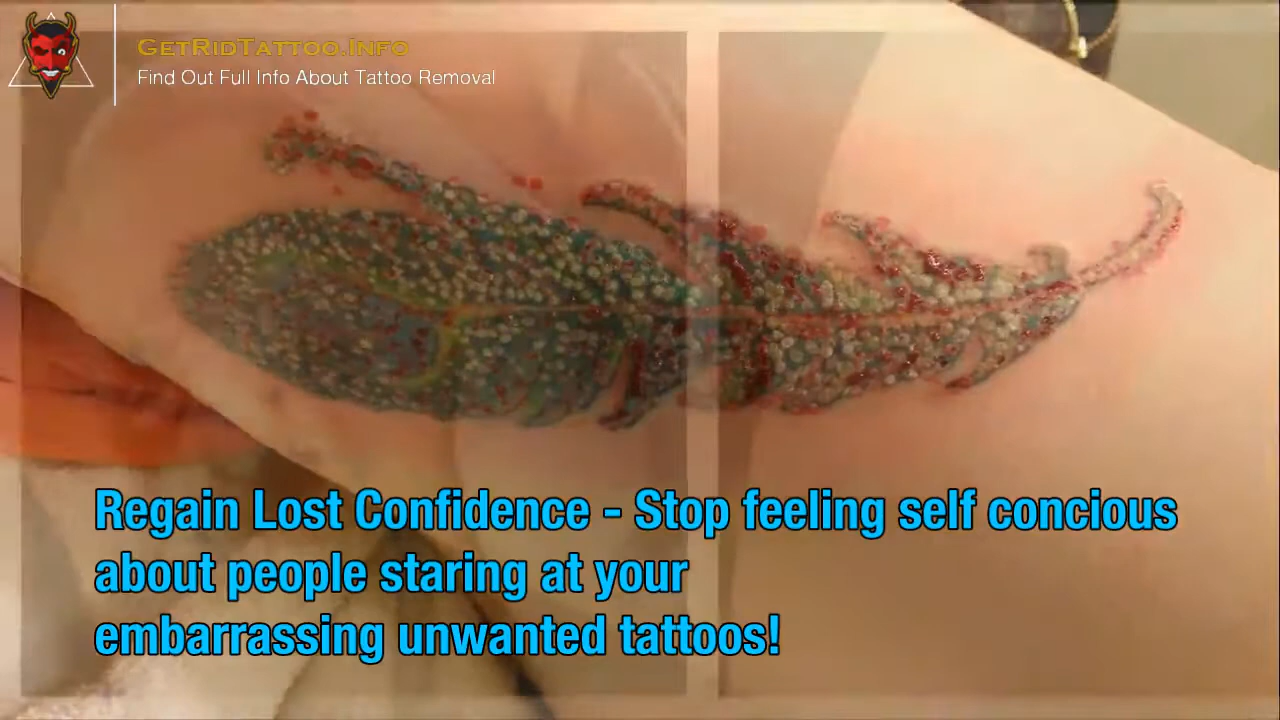 GetRidTattoo.Info
Find Out Full Info About Tattoo Removal
Regain Lost Confidence - Stop feeling self concious
about people staring at your
embarrassing unwanted tattoos!